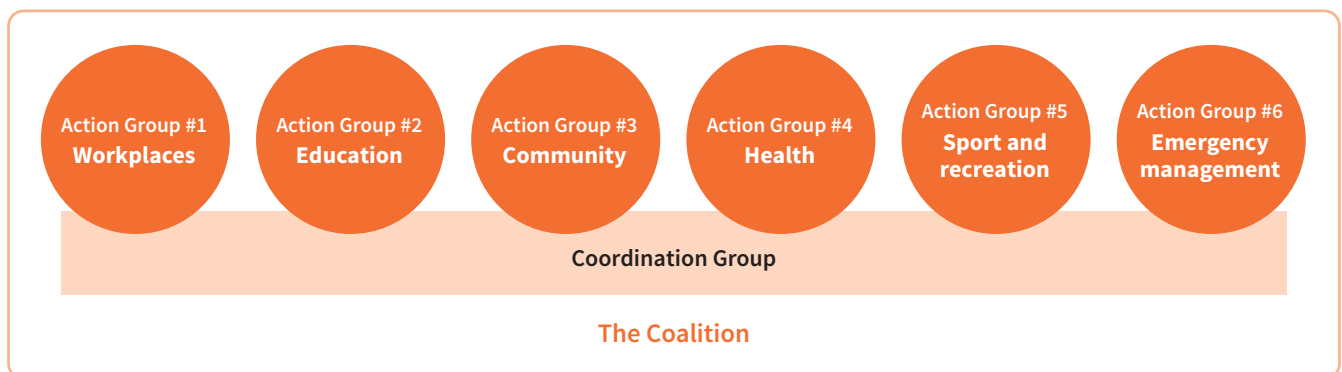 Action Group #1
Workplaces
Action Group #2
Education
Action Group #3
Community
Action Group #4
Health
Action Group #5
Sport and
recreation
Action Group #6
Emergency
management
Coordination Group
The Coalition